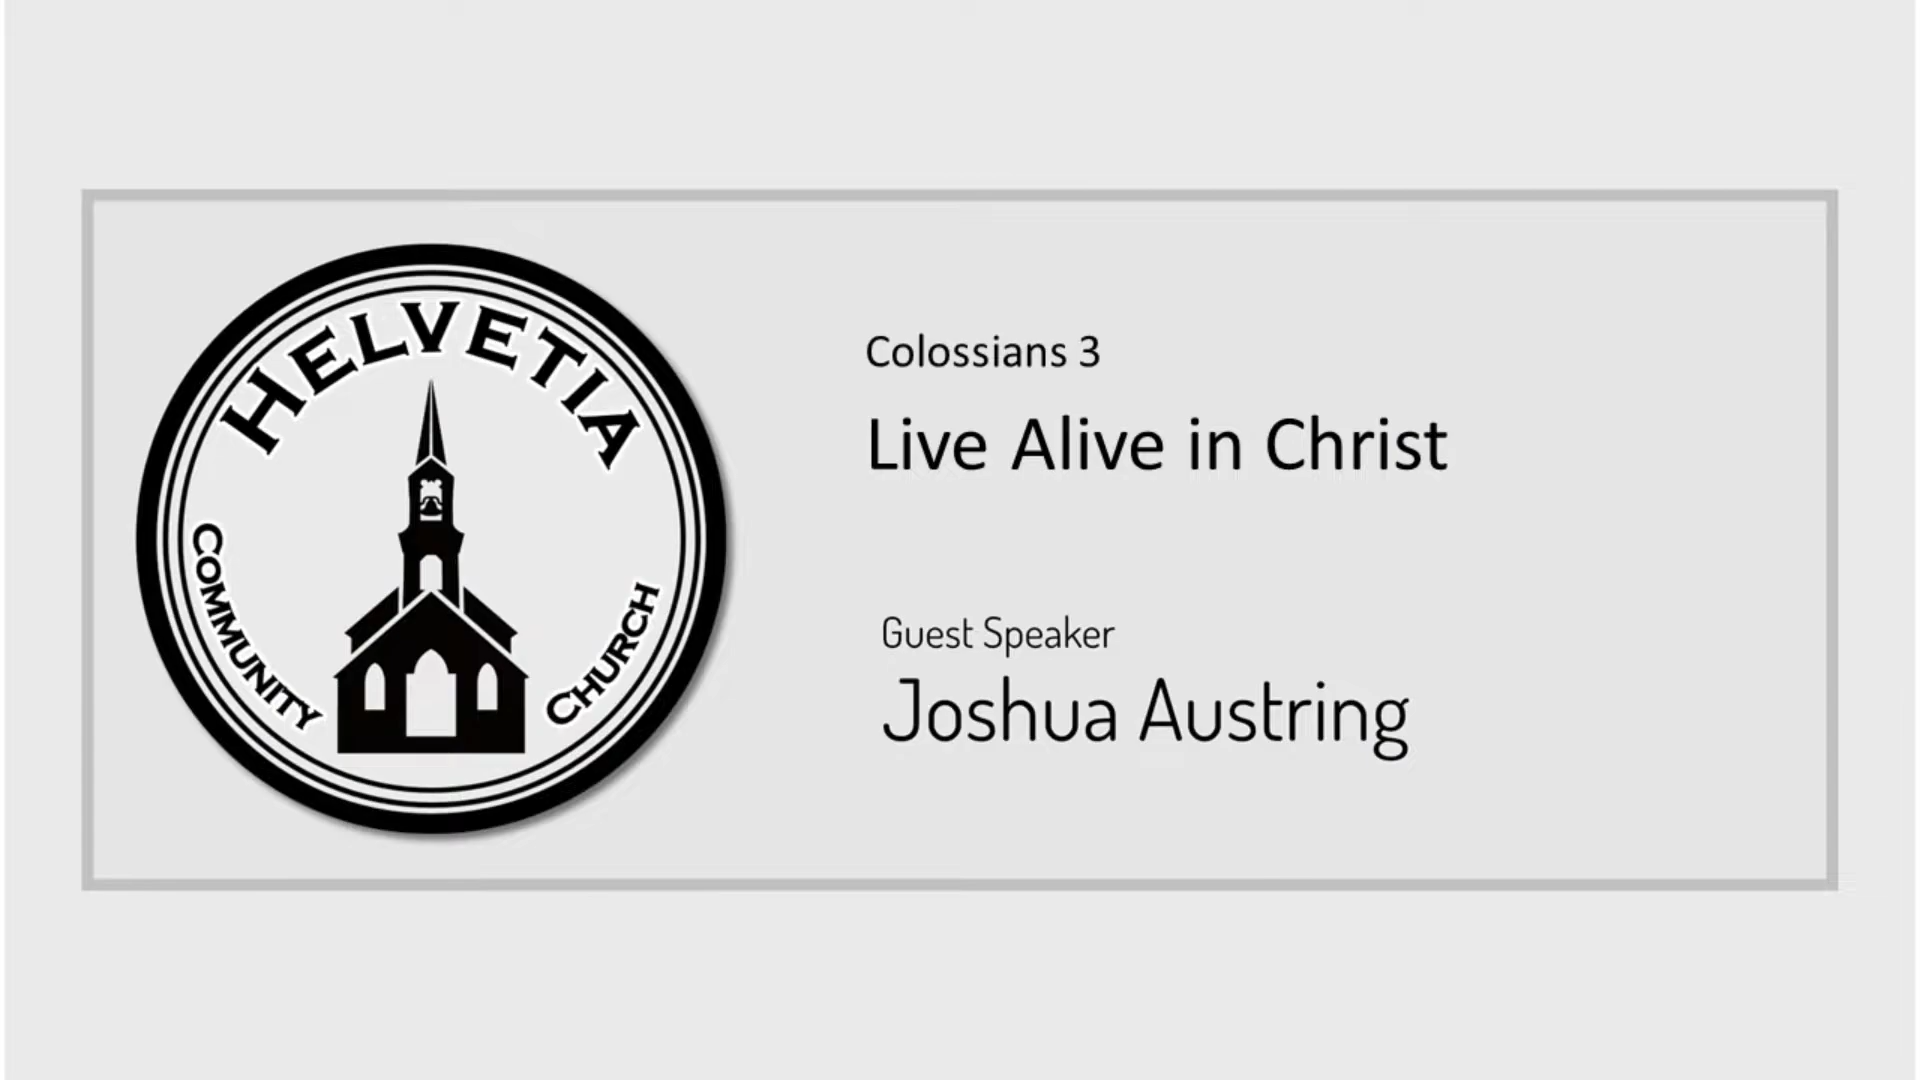 HELVETIA
COMMUNITY CHURCH
Colossians 3
Live Alive in Christ
Guest Speaker
Joshua Austring